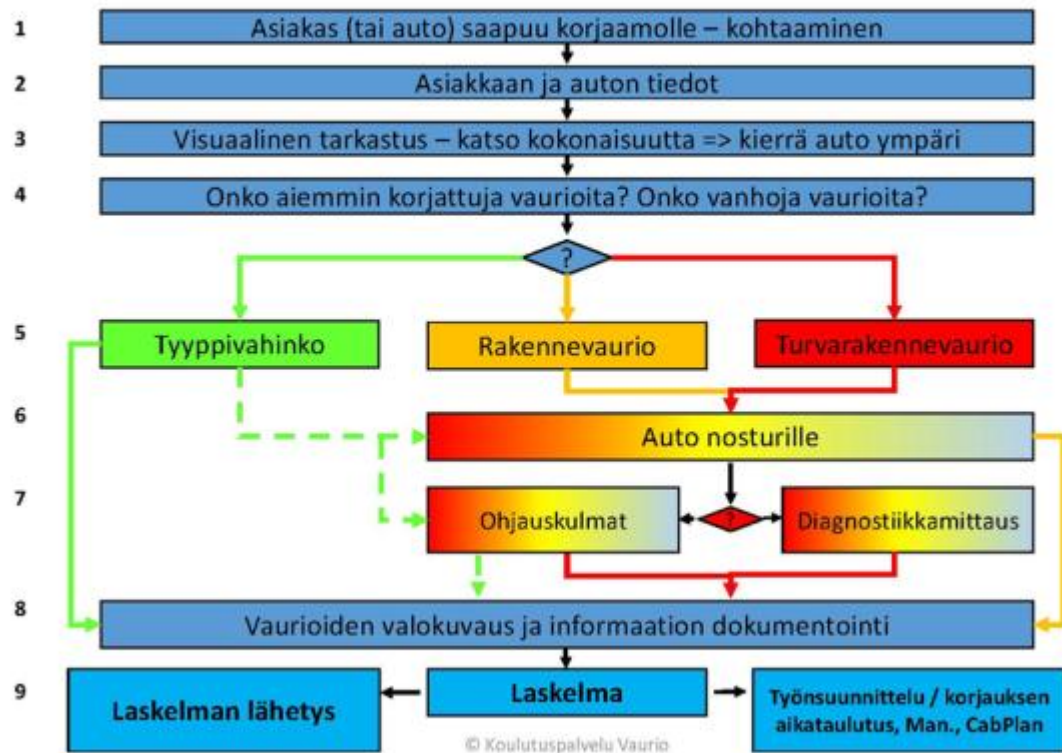 1
Asiakas (tai auto) saapuu korjaamolle – kohtaaminen
2
Asiakkaan ja auton tiedot
3
Visuaalinen tarkastus – katso kokonaisuutta => kierrä auto ympäri
4
Onko aiemmin korjattuja vaurioita? Onko vanhoja vaurioita?
?
5
Tyyppivahinko
Rakennevaurio
Turvarakennevaurio
6
Auto nosturille
7
Ohjauskulmat
?
Diagnostiikkamittaus
8
Vaurioiden valokuvaus ja informaation dokumentointi
9
Laskelman lähetys
Laskelma
Työnsuunnittelu / korjauksen
aikataulutus, Man., CabPlan
© Koulutuspalvelu Vaurio